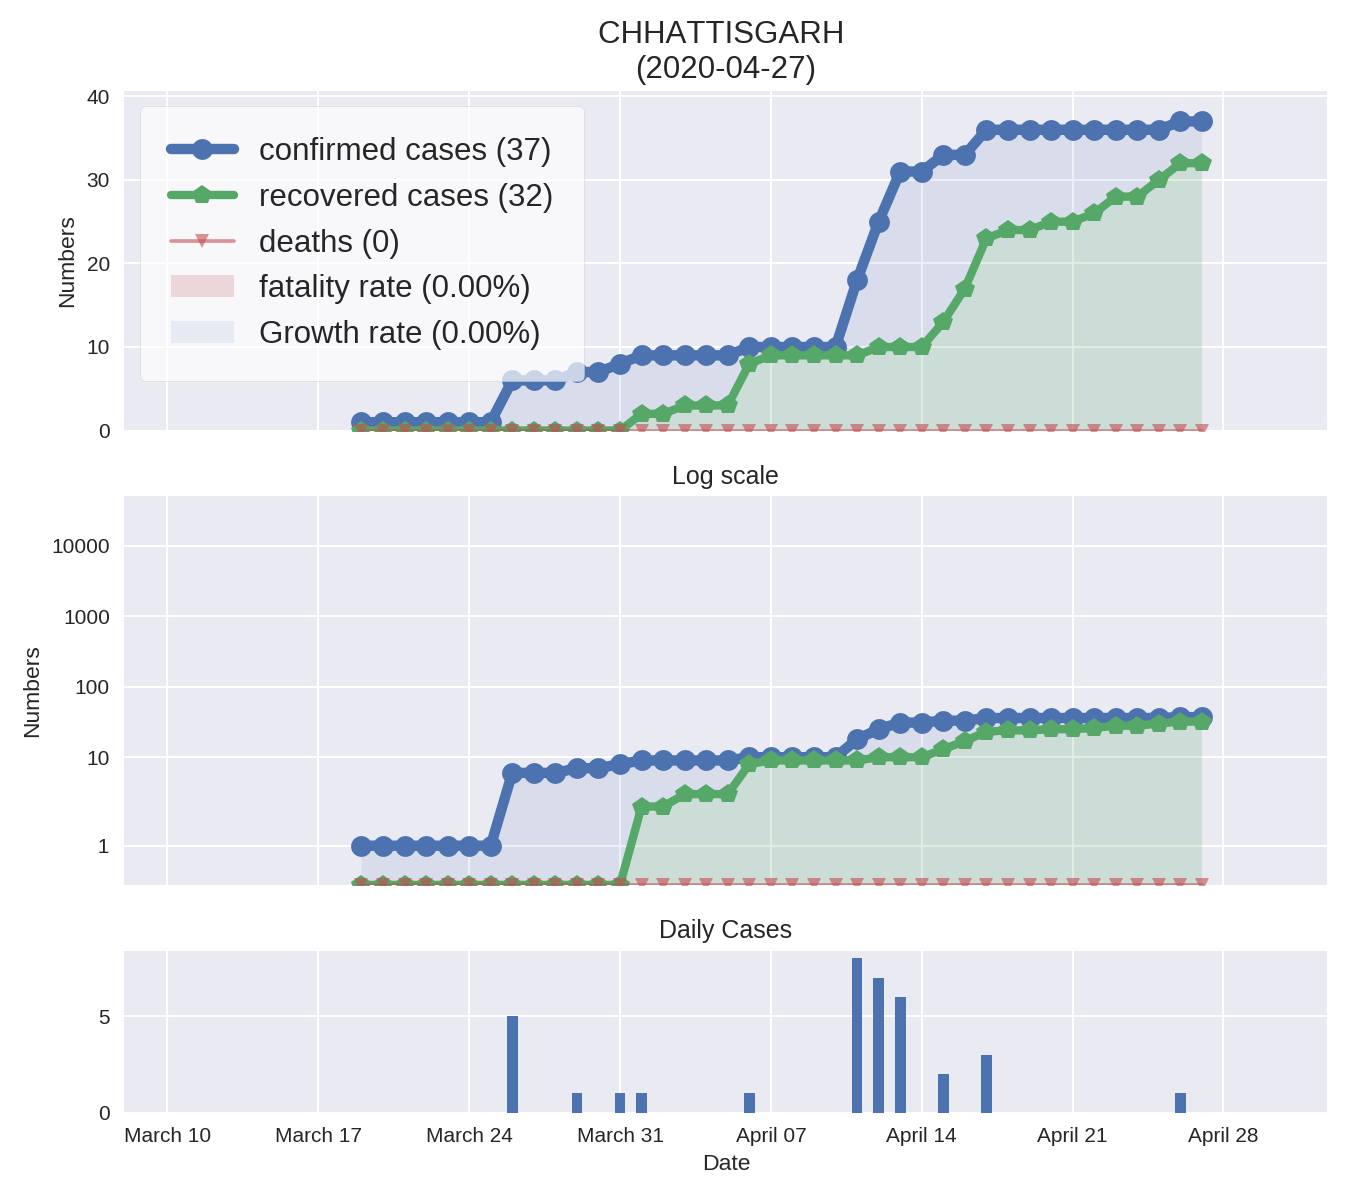 CHHATTISGARH
(2020-04-27)
40
30
20
10
0
Numbers
confirmed cases (37)
recovered cases (32)
deaths (0)
fatality rate (0.00%)
Growth rate (0.00%)
Log scale
10000
1000
100
10
1
Numbers
Daily Cases
5
0
March 10 March 17 March 24 March 31 April 07 April 14 April 21 April 28
Date